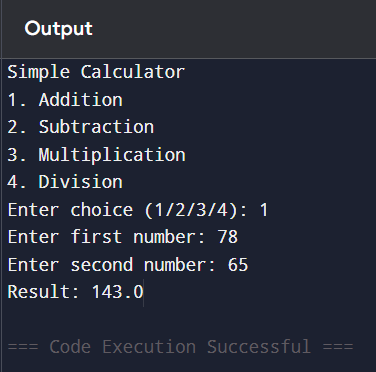 Output
Simple Calculator
1. Addition
2. Subtraction
3. Multiplication
4. Division
Enter choice (1/2/3/4): 1
Enter first number: 78
Enter second number: 65
Result: 143.0
=== Code Execution Successful ===